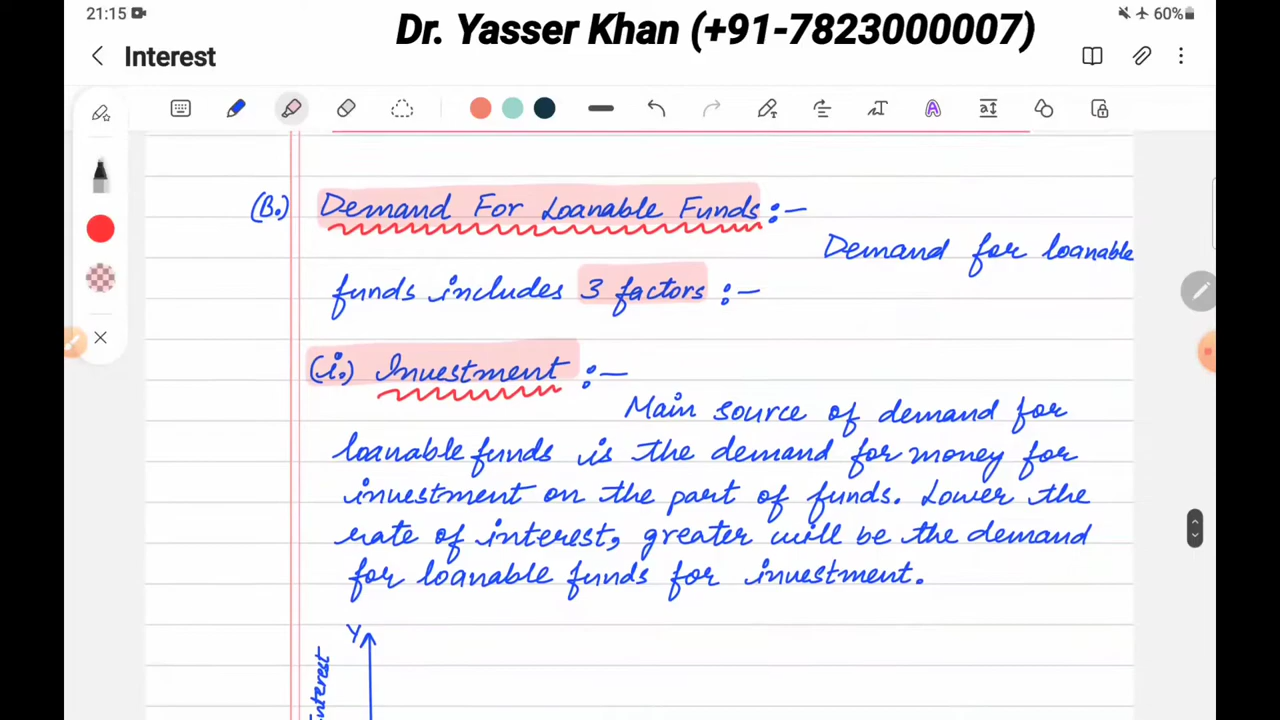 21:15
60%
Dr. Yasser Khan (+91-7823000007)
Interest
(B.) Demand For Loanable Funds :-
Demand for loanable
funds includes 3 factors :-
(i.) Investment :-
Main source of demand for
loanable funds is the demand for money for
investment on the part of funds. Lower the
rate of interest, greater will be the demand
for loanable funds for investment.
Y
Interest